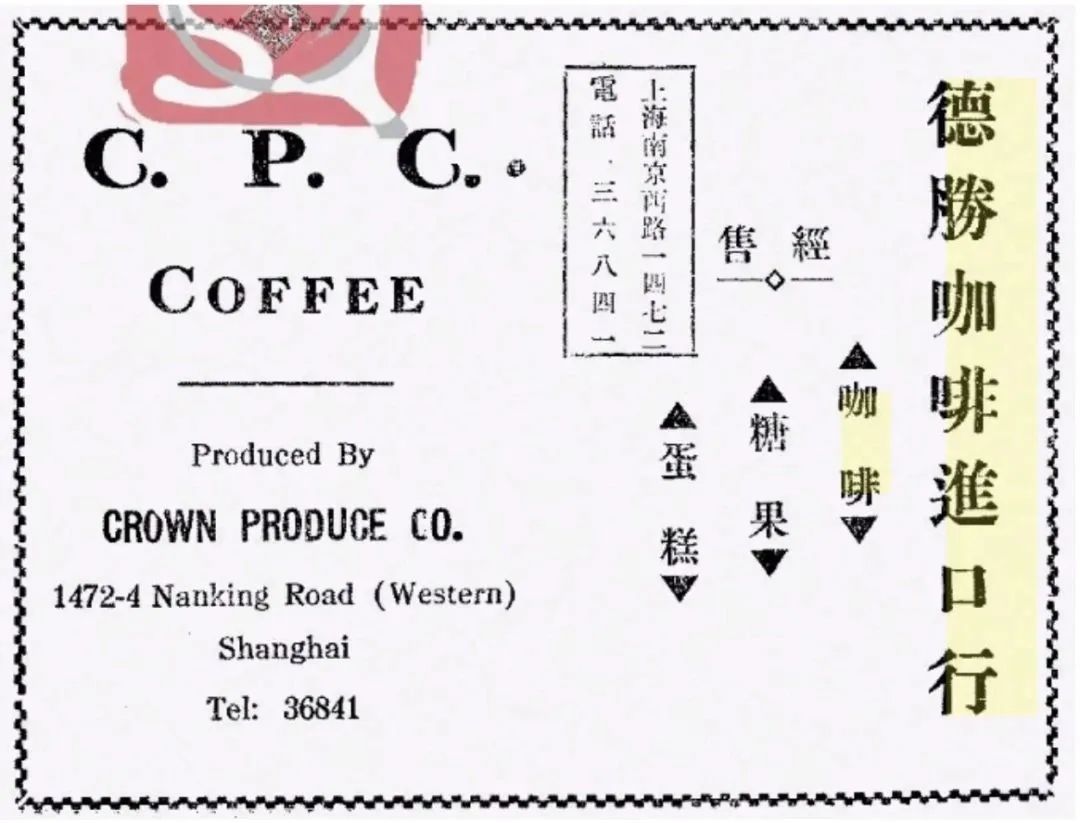 C. P. C.
COFFEE
Produced By
CROWN PRODUCE CO.
1472-4 Nanking Road (Western)
Shanghai
Tel: 36841
德勝咖啡進口行
經售
咖啡
糖果
蛋糕
上海南京西路一四七二
電話．三六八四一